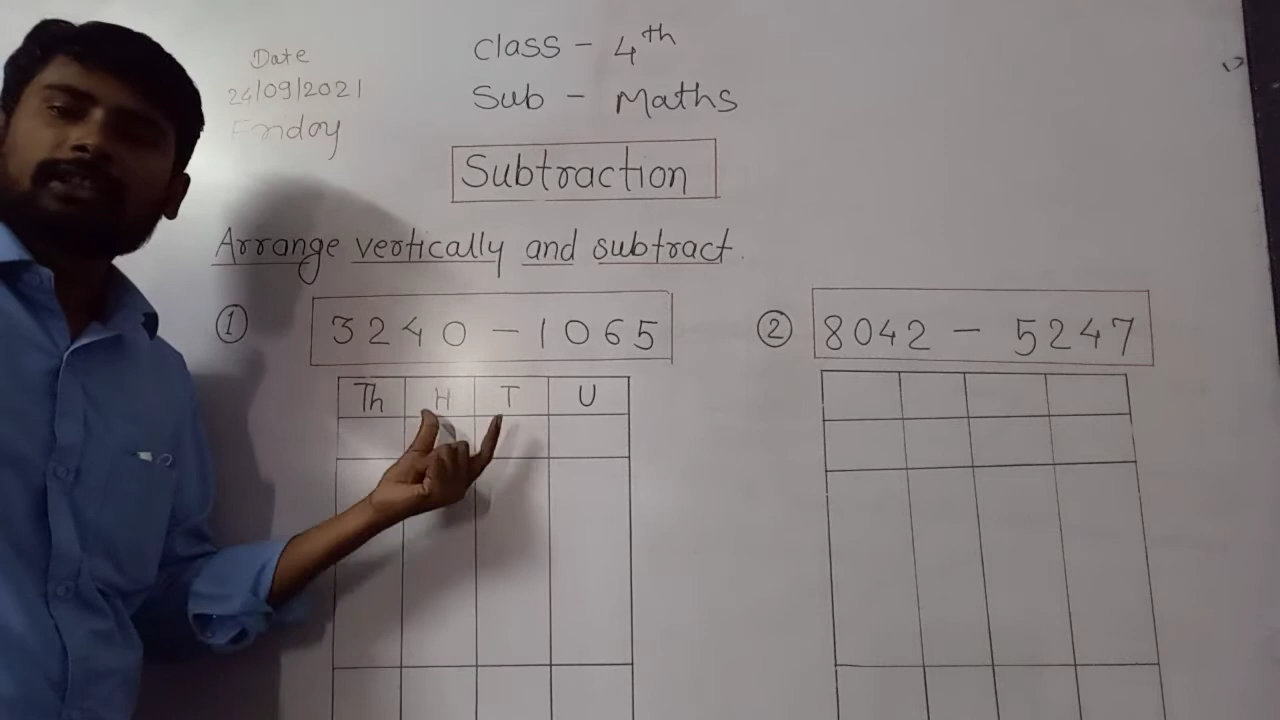 Date
24/09/2021
Friday
Class - 4th
Sub - Maths
Subtraction
Arrange vertically and subtract.
① 3240 - 1065
Th H T U
② 8042 - 5247